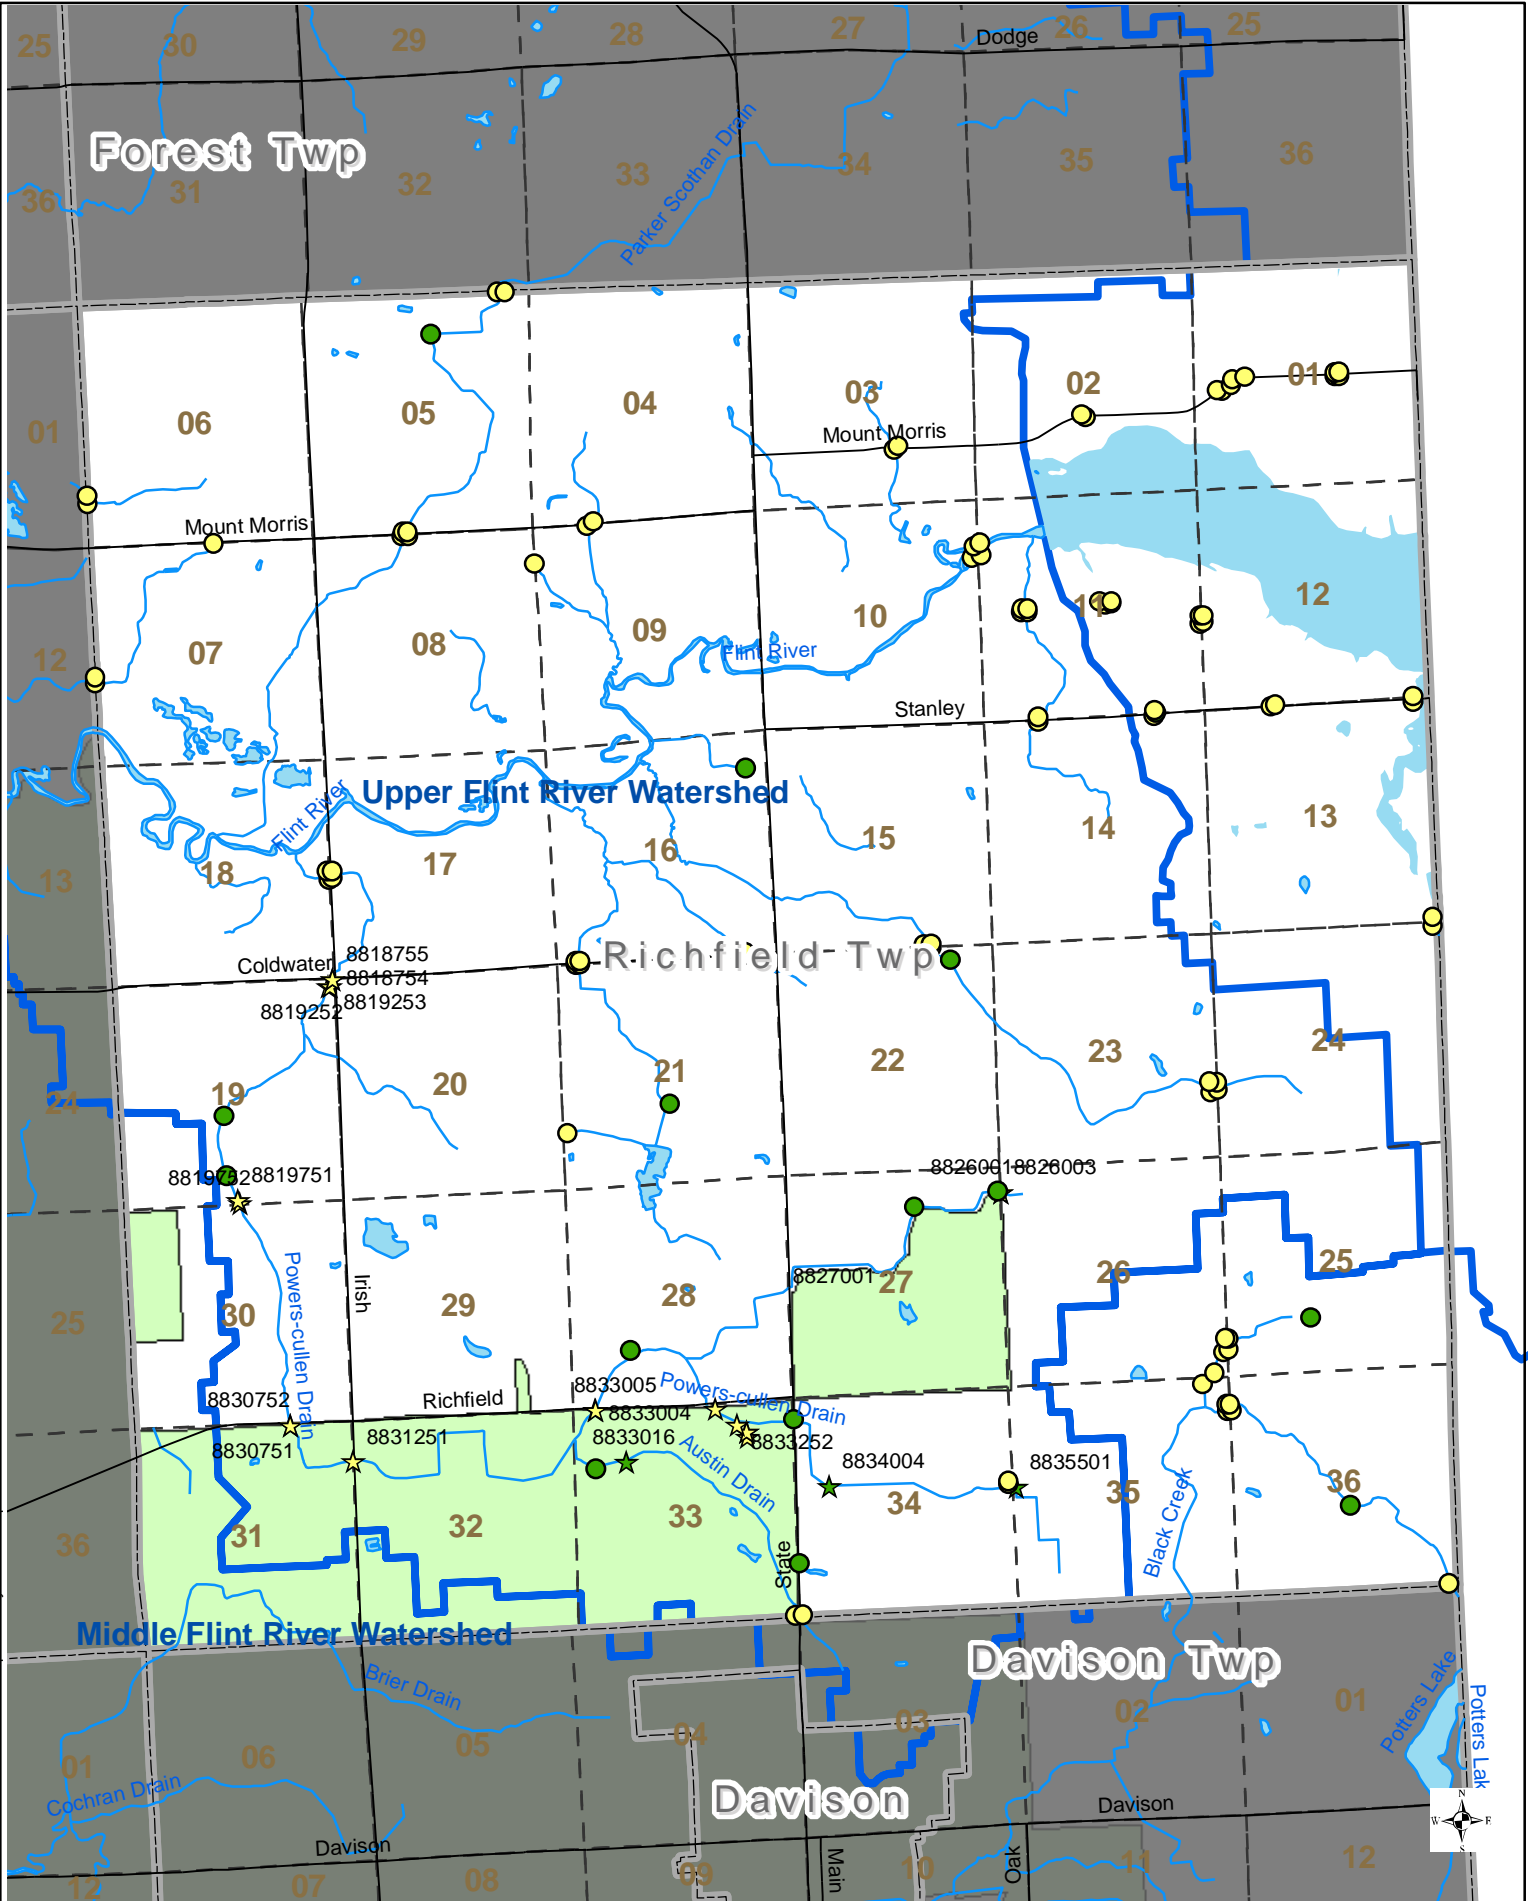 25
30
29
28
27
26
25
Dodge
Forest Twp
Parker Scothan Drain
36
31
32
33
34
35
36
01
06
05
04
03
02
01
Mount Morris
Mount Morris
12
07
08
09
10
11
12
Flint River
Stanley
Upper Flint River Watershed
Flint River
13
18
17
16
15
14
13
Richfield Twp
Coldwater
8818755
8818754
8819253
8819252
24
19
20
21
22
23
24
8819752
8819751
8826001
8826003
25
30
29
28
27
26
25
Powers-cullen Drain
Irish
8827001
Richfield
8830752
8830751
8831251
8833005
8833004
8833016
Powers-cullen Drain
8833252
Austin Drain
8834004
8835501
36
31
32
33
34
35
36
State
Black Creek
Middle Flint River Watershed
Davison Twp
Brier Drain
Potters Lake
Potters Lak
01
06
05
04
03
02
01
Cochran Drain
Davison
Davison
Davison
N
W
E
S
Main
Oak
12
07
08
09
10
11
12